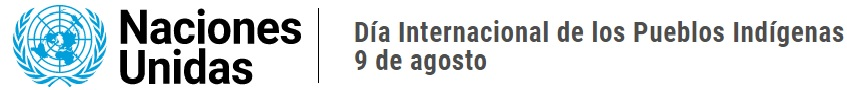 Naciones
Unidas
Día Internacional de los Pueblos Indígenas
9 de agosto